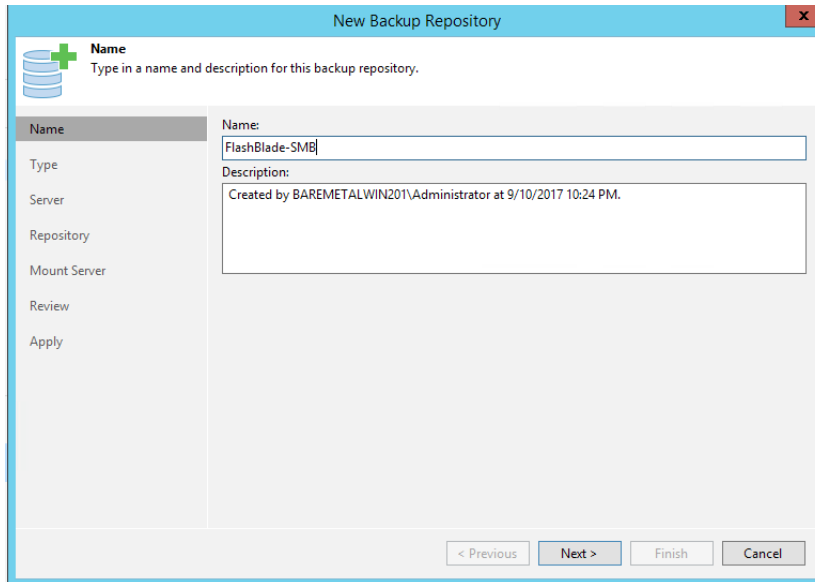 New Backup Repository
x
Name
Type in a name and description for this backup repository.
Name
Type
Server
Repository
Mount Server
Review
Apply
Name:
FlashBlade-SMB
Description:
Created by BAREMETALWIN201\Administrator at 9/10/2017 10:24 PM.
< Previous
Next >
Finish
Cancel